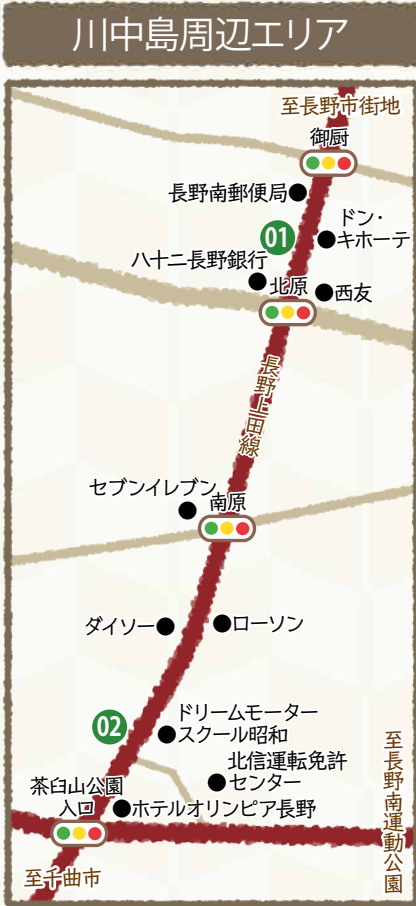 川中島周辺エリア
至長野市街地
御厨
長野南郵便局
01
ドン・
キホーテ
八十二長野銀行
北原
西友
長野上田線
セブンイレブン
南原
ダイソー
ローソン
02
ドリームモーター
スクール昭和
北信運転免許
センター
茶臼山公園
入口
ホテルオリンピア長野
至長野南運動公園
至千曲市